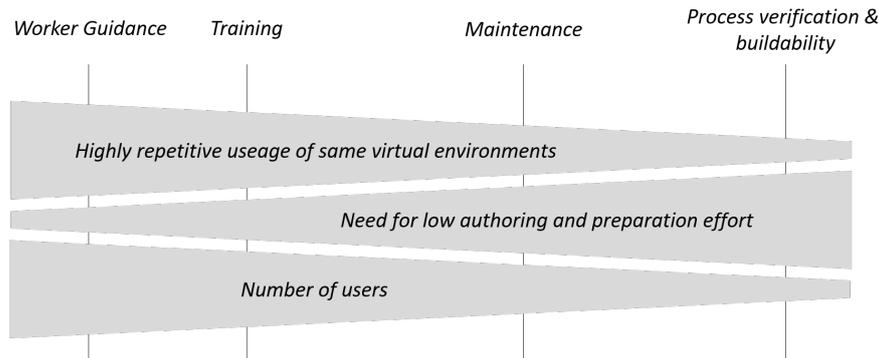 Worker Guidance
Training
Maintenance
Process verification &
buildability
Highly repetitive useage of same virtual environments
Need for low authoring and preparation effort
Number of users